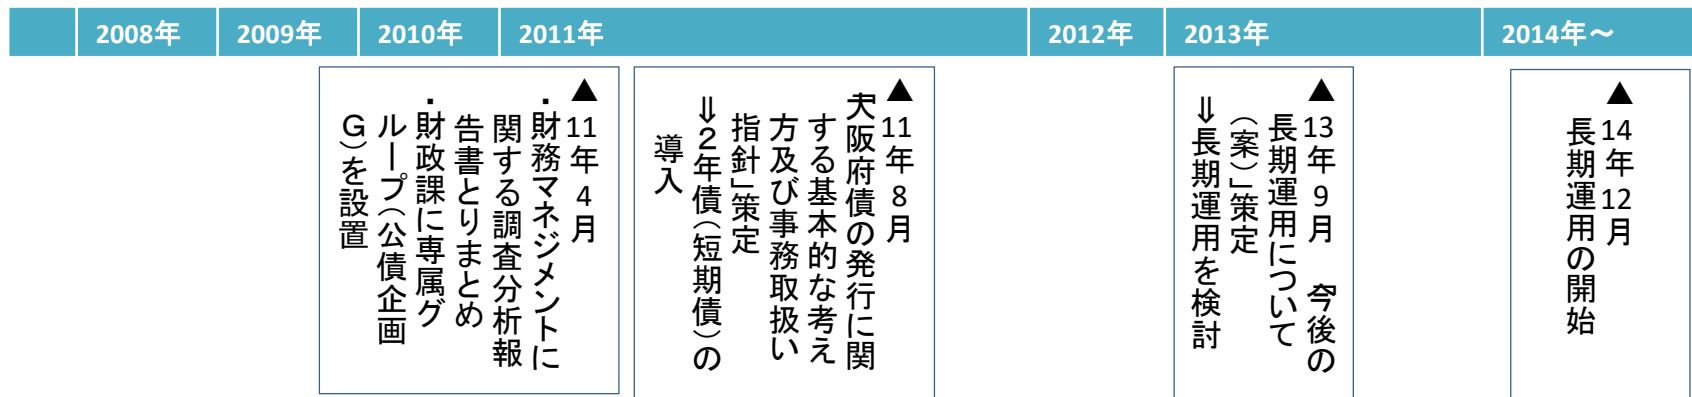 2008年
2009年
2010年
2011年
2012年
2013年
2014年～
▲11年4月
・財務マネジメントに
関する調査分析報
告書とりまとめ
・財政課に専属グ
ループ（公債企画
G）を設置
▲11年8月
「大阪府債の発行に関
する基本的な考え
方及び事務取扱い
指針」策定
⇒２年債（短期債）の
導入
▲13年9月　「今後の
長期運用について
（案）」策定
⇒長期運用を検討
▲14年12月
長期運用の開始